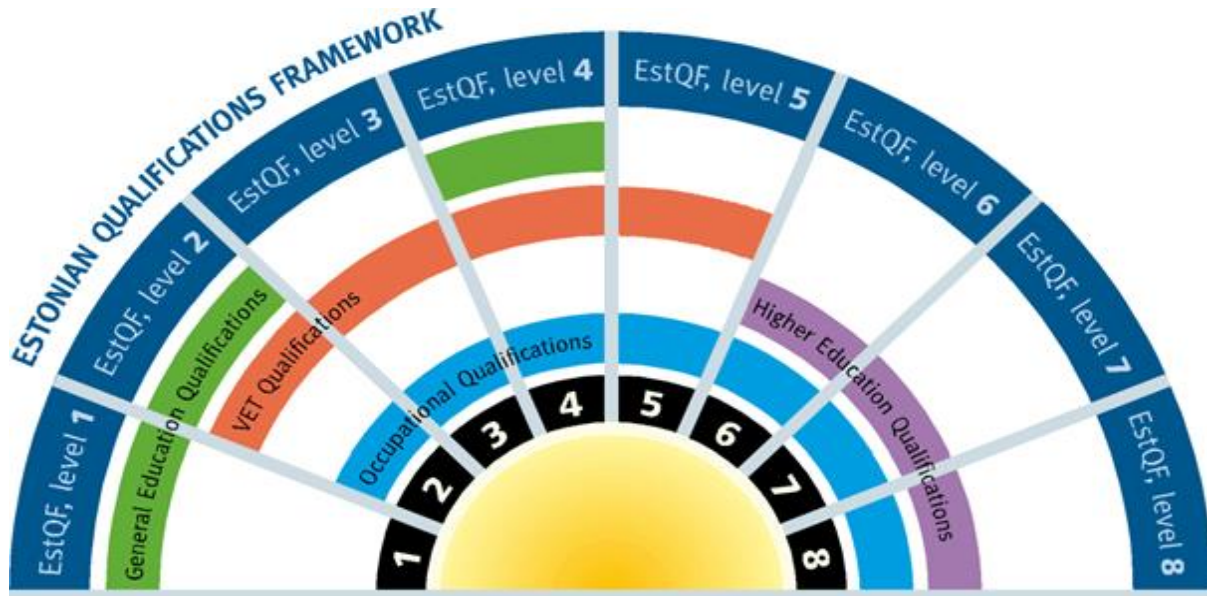 ESTONIAN QUALIFICATIONS FRAMEWORK
EstQF, level 1
EstQF, level 2
EstQF, level 3
EstQF, level 4
EstQF, level 5
EstQF, level 6
EstQF, level 7
EstQF, level 8
General Education Qualifications
VET Qualifications
Occupational Qualifications
Higher Education Qualifications
1
2
3
4
5
6
7
8